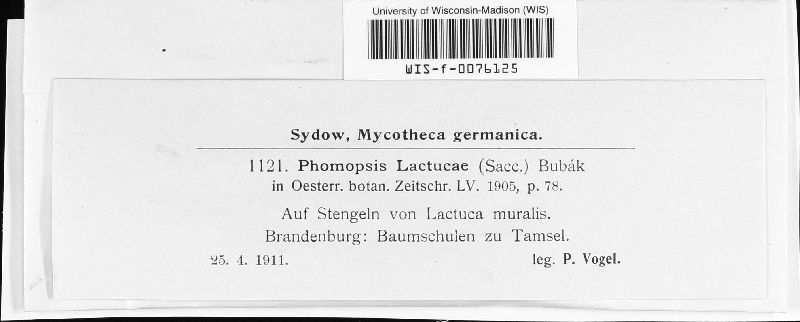 University of Wisconsin-Madison (WIS)
WIS-f-0076125
Sydow, Mycotheca germanica.
1121. Phomopsis Lactucae (Sacc.) Bubák
in Oesterr. botan. Zeitschr. LV. 1905, p. 78.
Auf Stengeln von Lactuca muralis.
Brandenburg: Baumschulen zu Tamsel.
25. 4. 1911. leg. P. Vogel.